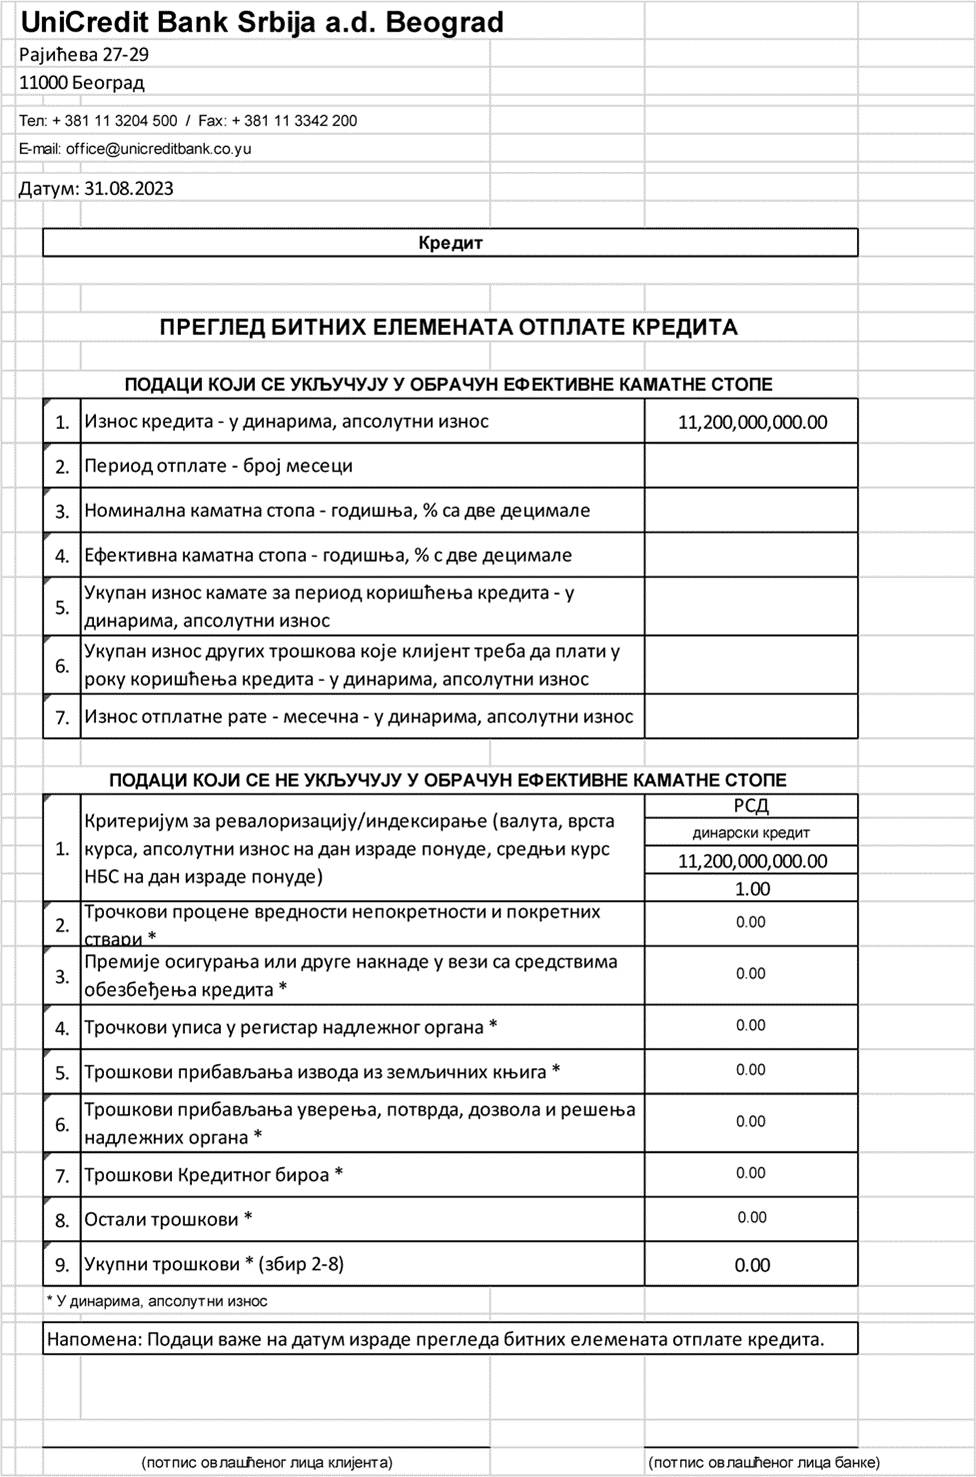 UniCredit Bank Srbija a.d. Beograd
Рајићева 27-29
11000 Београд
Тел: + 381 11 3204 500 / Fax: + 381 11 3342 200
E-mail: office@unicreditbank.co.yu
Датум: 31.08.2023
Кредит
ПРЕГЛЕД БИТНИХ ЕЛЕМЕНАТА ОТПЛАТЕ КРЕДИТА
ПОДАЦИ КОЈИ СЕ УКЉУЧУЈУ У ОБРАЧУН ЕФЕКТИВНЕ КАМАТНЕ СТОПЕ
1. Износ кредита - у динарима, апсолутни износ 11,200,000,000.00
2. Период отплате - број месеци
3. Номинална каматна стопа - годишња, % са две децимале
4. Ефективна каматна стопа - годишња, % с две децимале
5. Укупан износ камате за период коришћења кредита - у
динарима, апсолутни износ
6. Укупан износ других трошкова које клијент треба да плати у
року коришћења кредита - у динарима, апсолутни износ
7. Износ отплатне рате - месечна - у динарима, апсолутни износ
ПОДАЦИ КОЈИ СЕ НЕ УКЉУЧУЈУ У ОБРАЧУН ЕФЕКТИВНЕ КАМАТНЕ СТОПЕ
1. Критеријум за ревалоризацију/индексирање (валута, врста
курса, апсолутни износ на дан израде понуде, средњи курс
НБС на дан израде понуде)
РСД
динарски кредит
11,200,000,000.00
1.00
2. Трочкови процене вредности непокретности и покретних
ствари * 0.00
3. Премије осигурања или друге накнаде у вези са средствима
обезбеђења кредита * 0.00
4. Трочкови уписа у регистар надлежног органа * 0.00
5. Трошкови прибављања извода из земљичних књига * 0.00
6. Трошкови прибављања уверења, потврда, дозвола и решења
надлежних органа * 0.00
7. Трошкови Кредитног бироа * 0.00
8. Остали трошкови * 0.00
9. Укупни трошкови * (збир 2-8) 0.00
* У динарима, апсолутни износ
Напомена: Подаци важе на датум израде прегледа битних елемената отплате кредита.
(потпис овлашћеног лица клијента) (потпис овлашћеног лица банке)